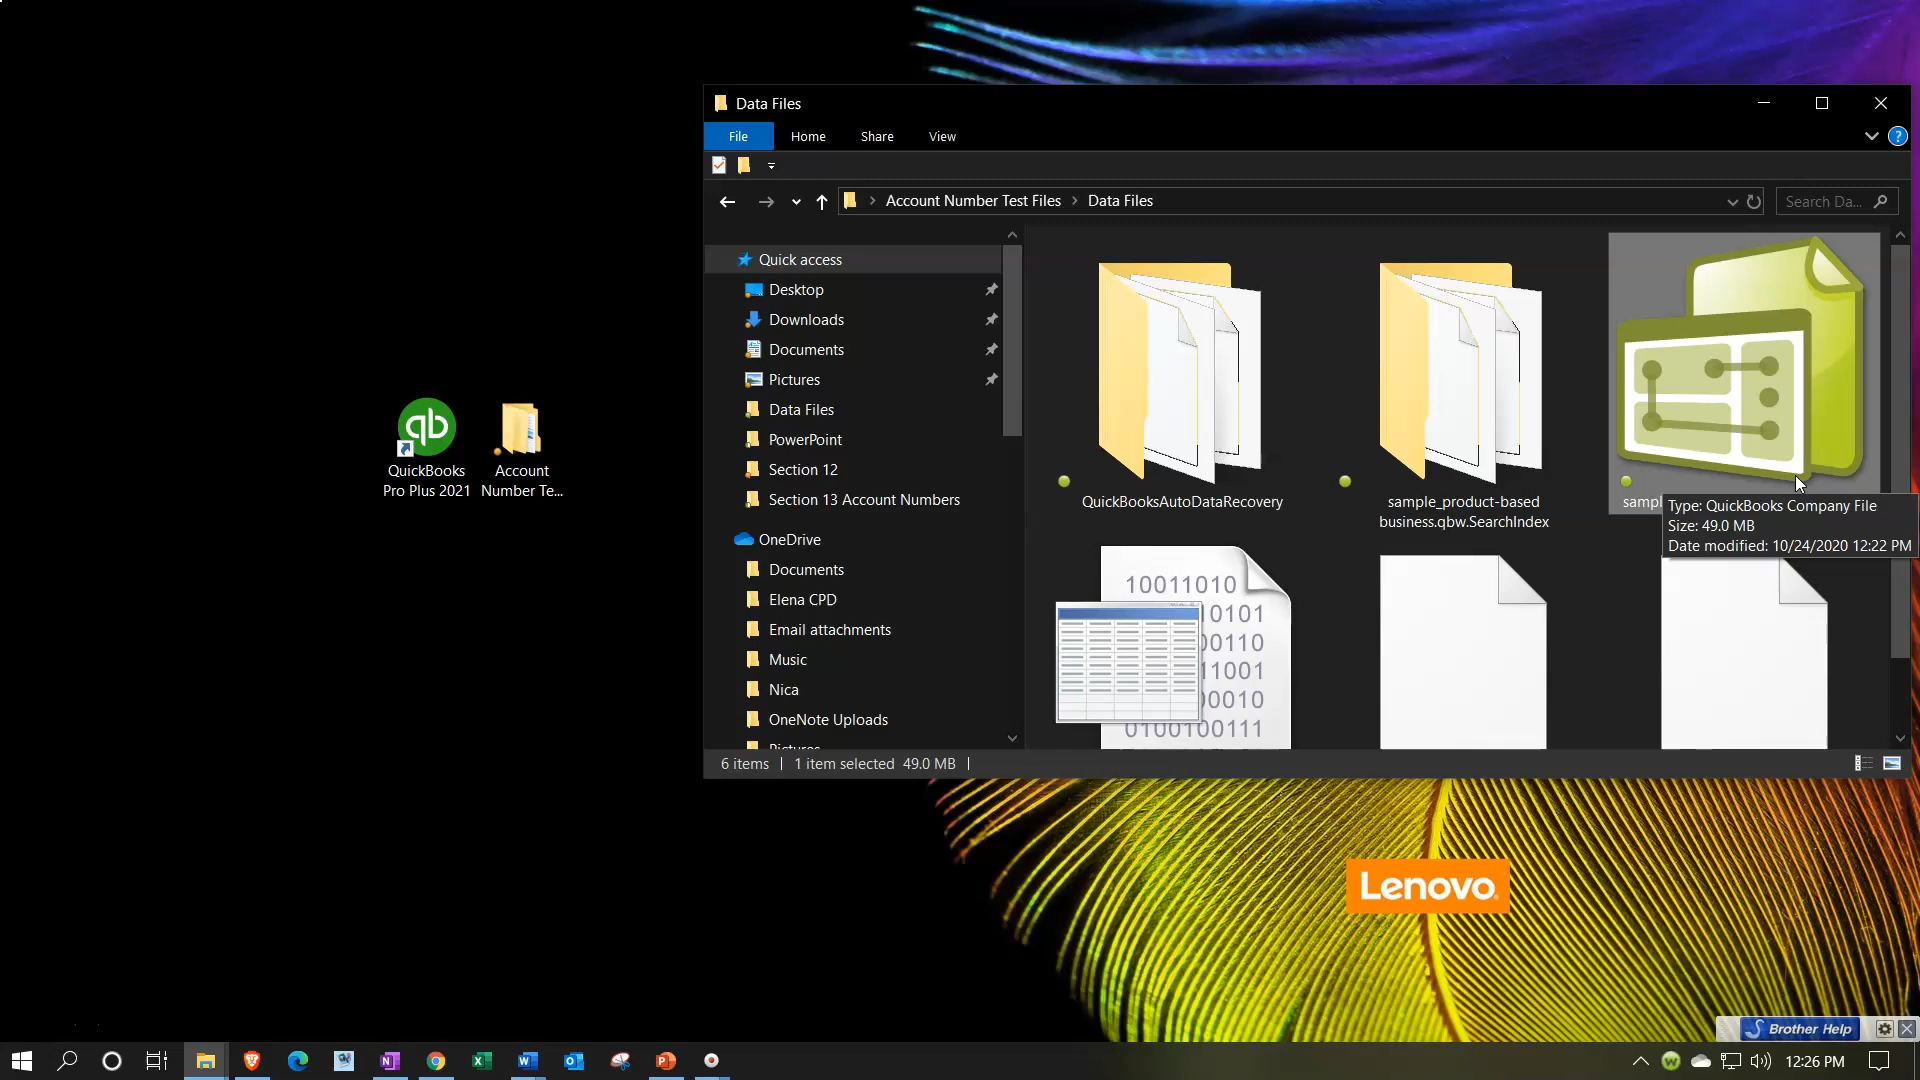 Data Files
File Home Share View
Account Number Test Files > Data Files
Search Da...
Quick access
Desktop
Downloads
Documents
Pictures
Data Files
PowerPoint
Section 12
Section 13 Account Numbers
OneDrive
Documents
Elena CPD
Email attachments
Music
Nica
OneNote Uploads
Pictures
QuickBooksAutoDataRecovery
sample_product-based
business.qbw.SearchIndex
sampl
Type: QuickBooks Company File
Size: 49.0 MB
Date modified: 10/24/2020 12:22 PM
10011010
10101
00110
11001
00010
0100100111
6 items 1 item selected 49.0 MB
qb
QuickBooks
Pro Plus 2021
Account
Number Te...
Lenovo
Brother Help
12:26 PM